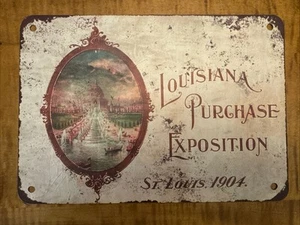 Louisiana
Purchase
Exposition
St. Louis, 1904.